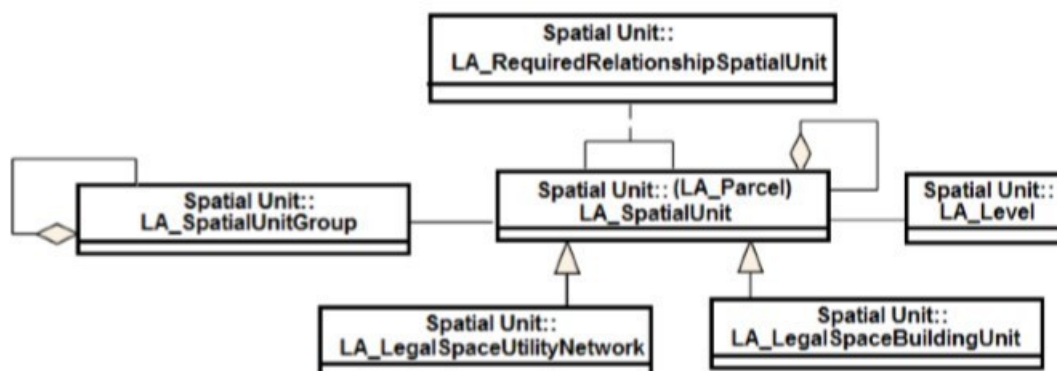 Spatial Unit::
LA_RequiredRelationshipSpatialUnit
Spatial Unit::
LA_SpatialUnitGroup
Spatial Unit:: (LA_Parcel)
LA_SpatialUnit
Spatial Unit::
LA_Level
Spatial Unit::
LA_LegalSpaceUtilityNetwork
Spatial Unit::
LA_LegalSpaceBuildingUnit